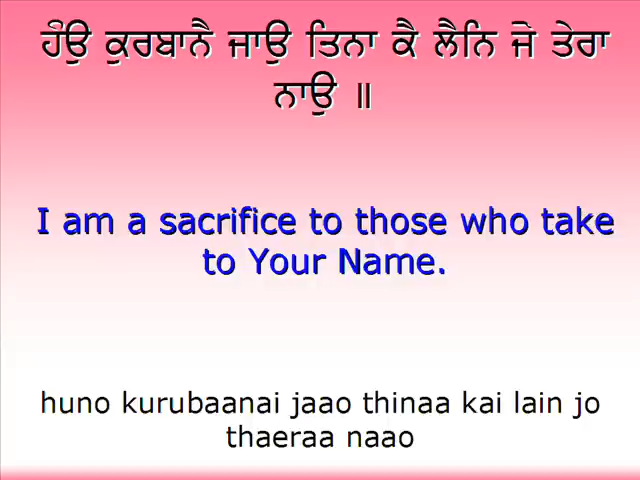 ਹੰਉ ਕੁਰਬਾਨੈ ਜਾਉ ਤਿਨਾ ਕੈ ਲੈਨਿ ਜੋ ਤੇਰਾ
ਨਾਉ ॥
I am a sacrifice to those who take
to Your Name.
huno kurubaanai jaao thinaa kai lain jo
thaeraa naao